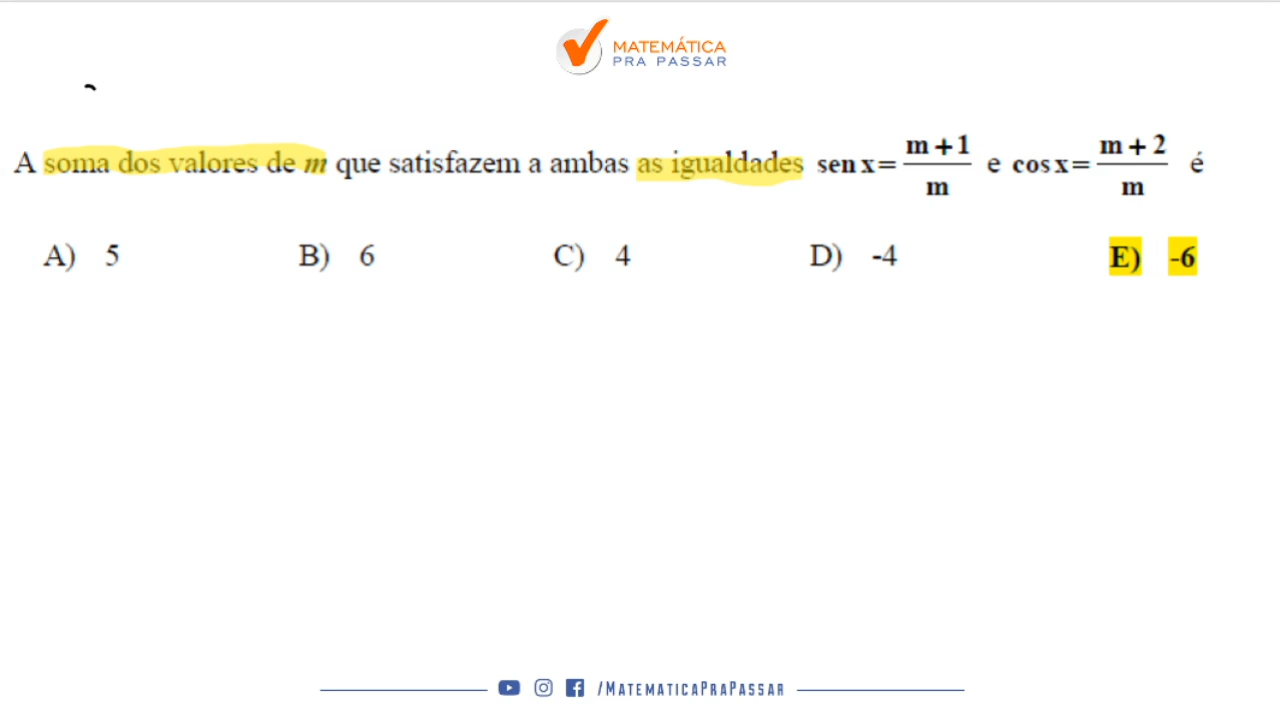 MATEMÁTICA
PRA PASSAR
A soma dos valores de m que satisfazem a ambas as igualdades sen x = (m + 1)/m e cos x = (m + 2)/m é
A) 5 B) 6 C) 4 D) -4 E) -6
/MATEMATICAPRAPASSAR